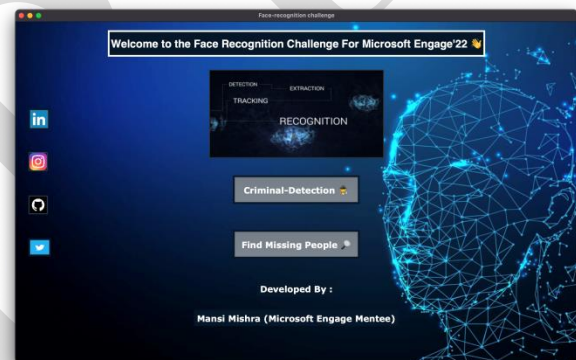 Face-recognition challenge
Welcome to the Face Recognition Challenge For Microsoft Engage'22 👋
DETECTION
EXTRACTION
TRACKING
RECOGNITION
in
Criminal-Detection 🕵
Find Missing People 🔎
Developed By :
Mansi Mishra (Microsoft Engage Mentee)